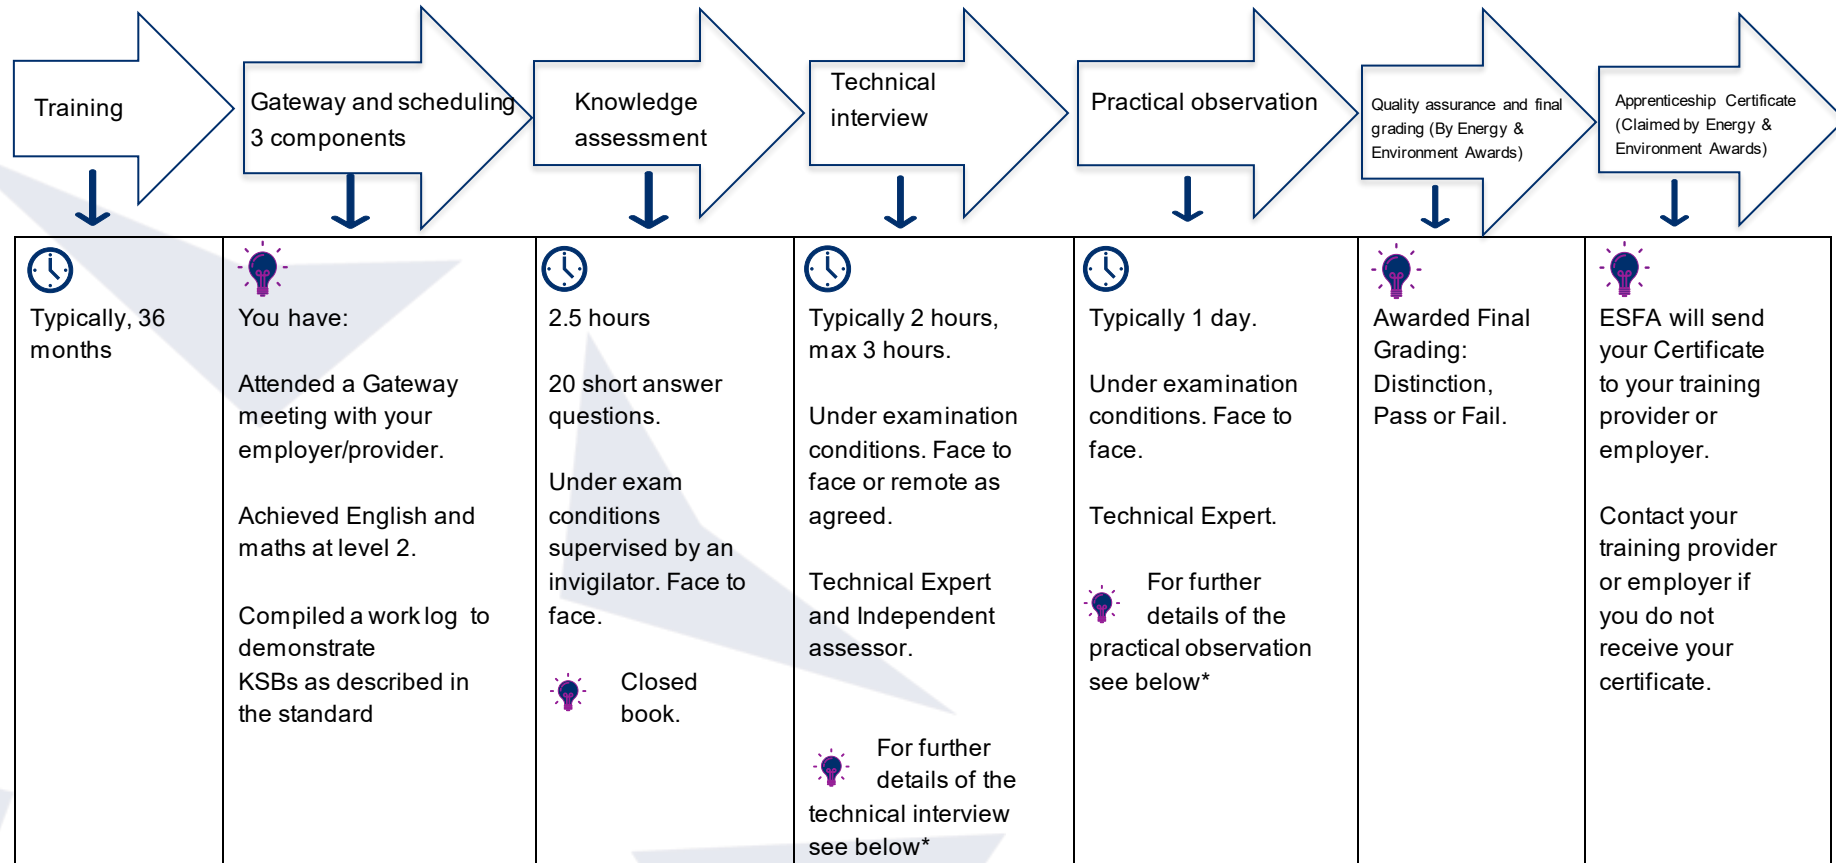 Training
Gateway and scheduling
3 components
Knowledge
assessment
Technical
interview
Practical observation
Quality assurance and final
grading (By Energy &
Environment Awards)
Apprenticeship Certificate
(Claimed by Energy &
Environment Awards)
Typically, 36
months
You have:
Attended a Gateway
meeting with your
employer/provider.
Achieved English and
maths at level 2.
Compiled a work log to
demonstrate
KSBs as described in
the standard
2.5 hours
20 short answer
questions.
Under exam
conditions
supervised by an
invigilator. Face to
face.
Closed
book.
Typically 2 hours,
max 3 hours.
Under examination
conditions. Face to
face or remote as
agreed.
Technical Expert
and Independent
assessor.
For further
details of the
technical interview
see below*
Typically 1 day.
Under examination
conditions. Face to
face.
Technical Expert.
For further
details of the
practical observation
see below*
Awarded Final
Grading:
Distinction,
Pass or Fail.
ESFA will send
your Certificate
to your training
provider or
employer.
Contact your
training provider
or employer if
you do not
receive your
certificate.